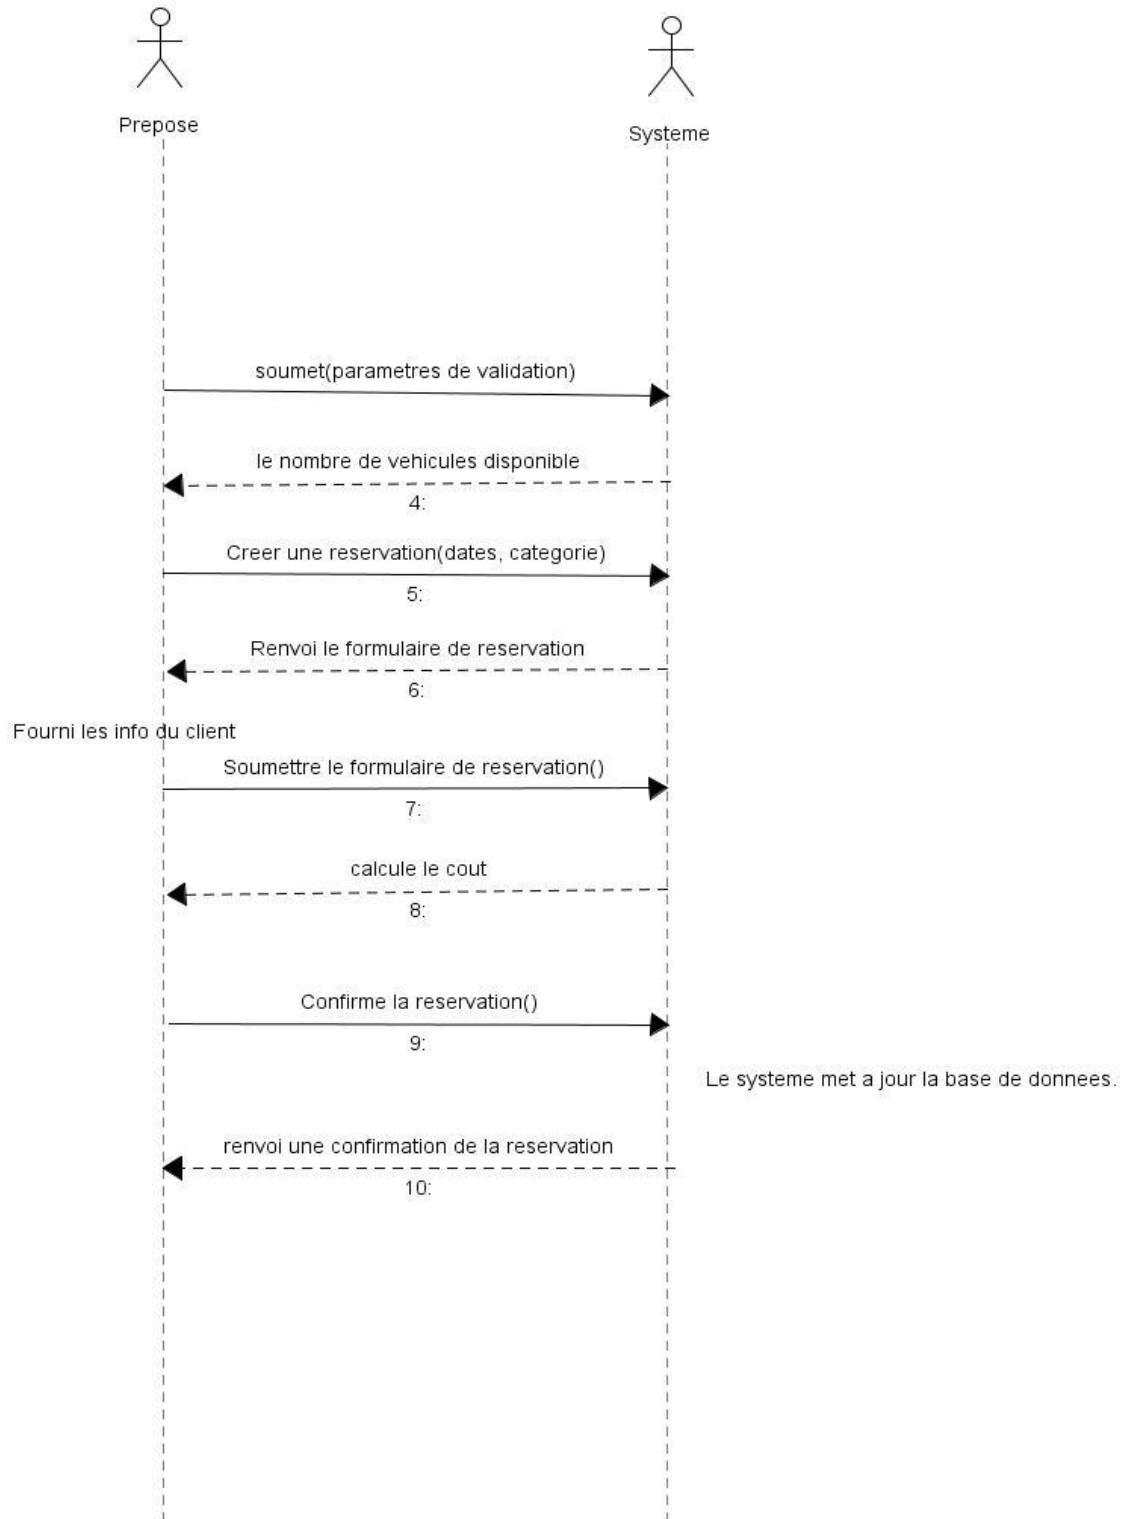 Prepose
Systeme
soumet(parametres de validation)
le nombre de vehicules disponible
4:
Creer une reservation(dates, categorie)
5:
Renvoi le formulaire de reservation
6:
Fourni les info du client
Soumettre le formulaire de reservation()
7:
calcule le cout
8:
Confirme la reservation()
9:
Le systeme met a jour la base de donnees.
renvoi une confirmation de la reservation
10: